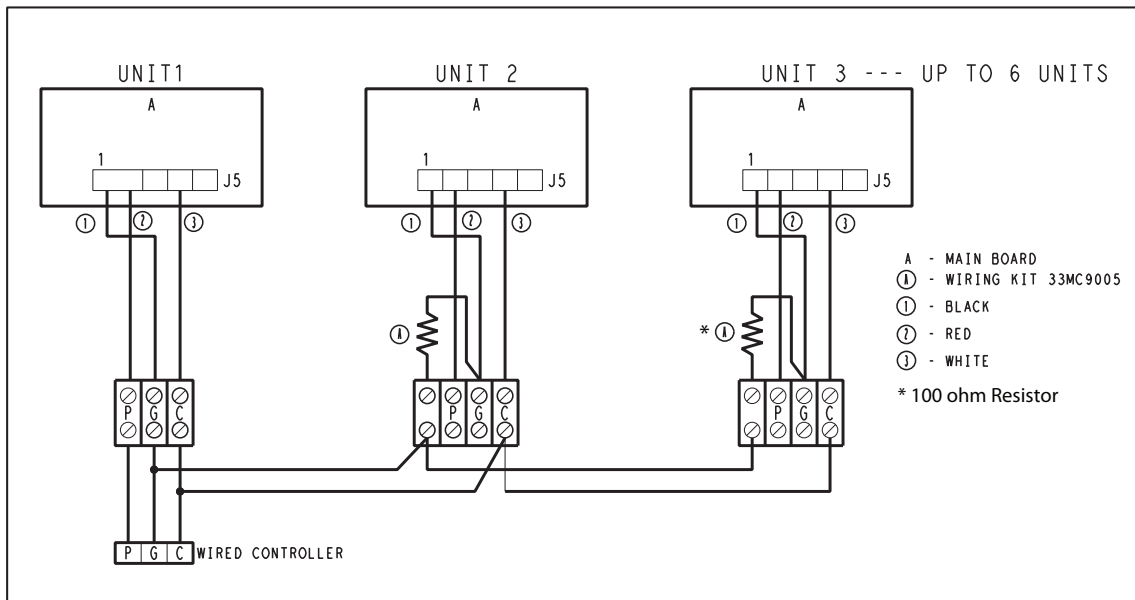 UNIT1 UNIT 2 UNIT 3 --- UP TO 6 UNITS
A A A
1 J5 1 J5 1 J5
① ② ③ ① ② ③ ① ② ③
A - MAIN BOARD
Ⓐ - WIRING KIT 33MC9005
① - BLACK
② - RED
③ - WHITE
* 100 ohm Resistor
Ⓐ * Ⓐ
P G C P G C P G C
P G C WIRED CONTROLLER